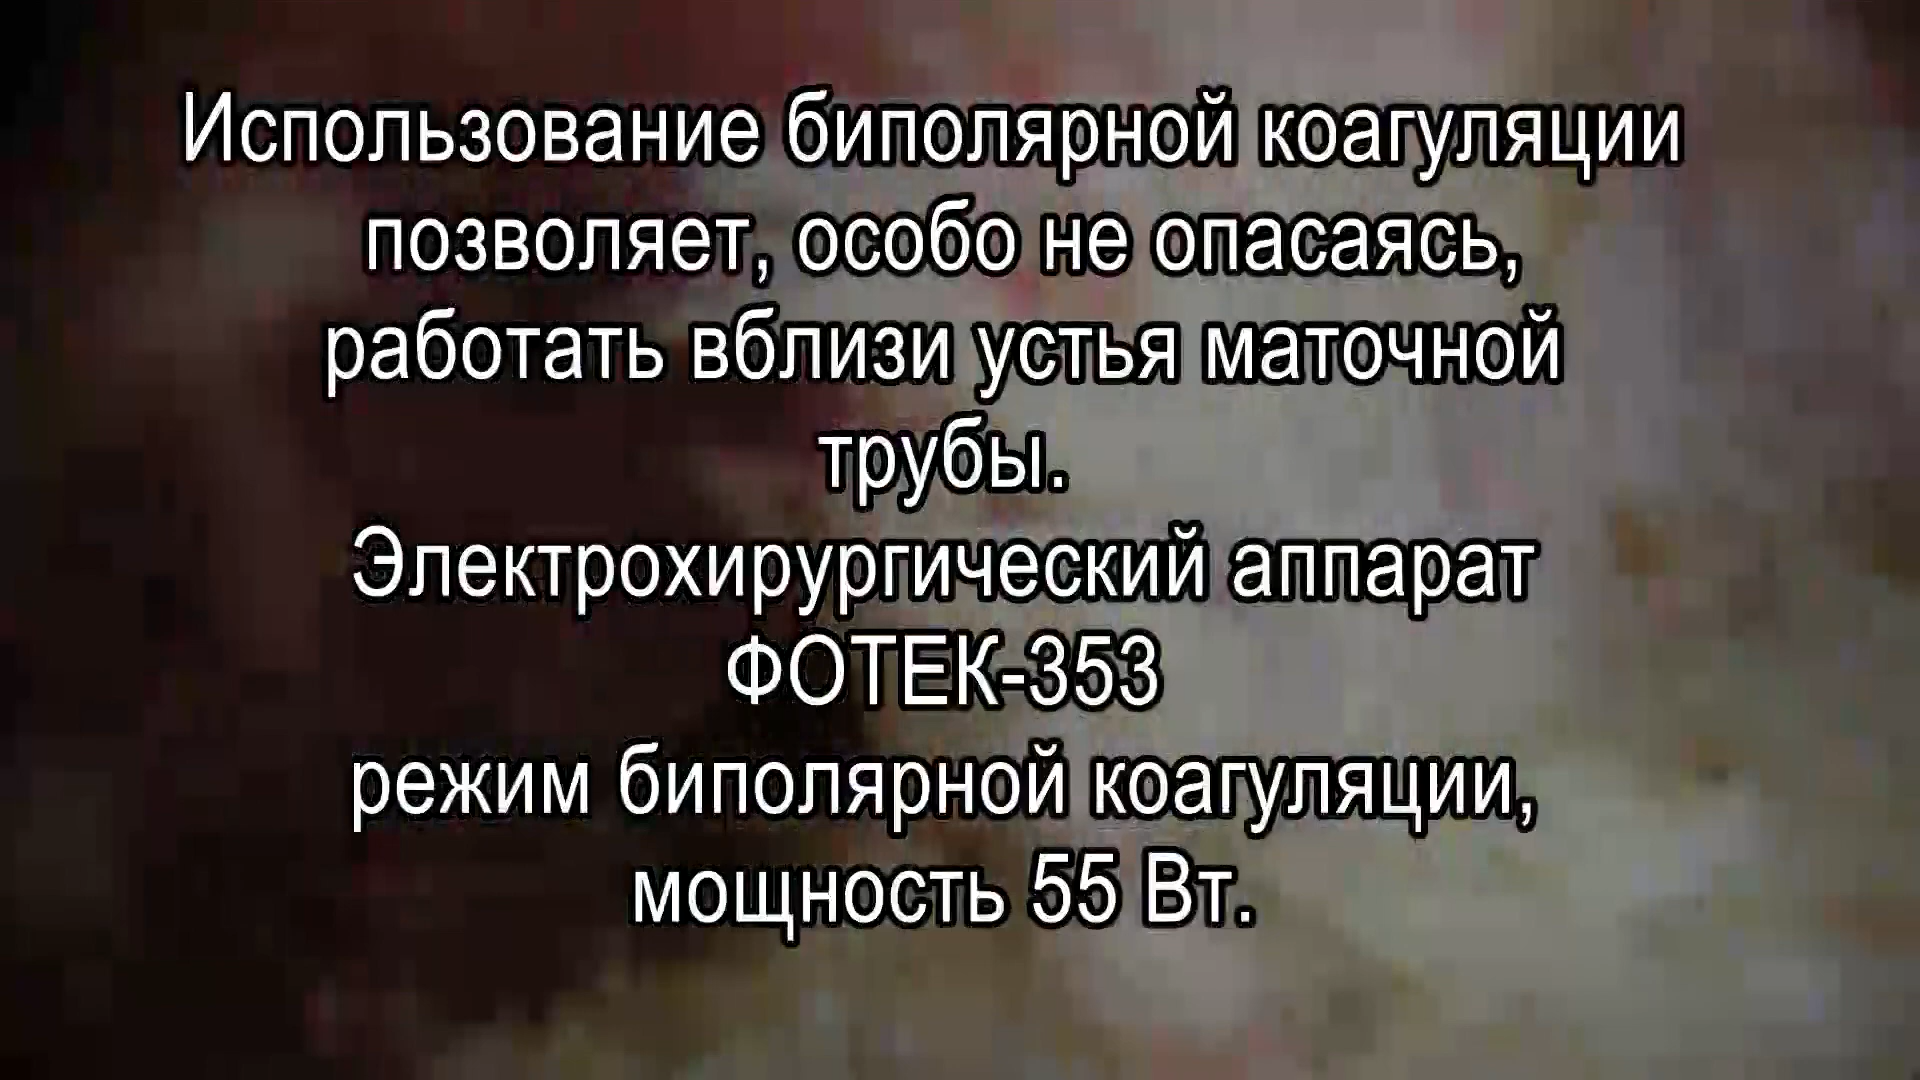 Использование биполярной коагуляции
позволяет, особо не опасаясь,
работать вблизи устья маточной
трубы.
Электрохирургический аппарат
ФОТЕК-353
режим биполярной коагуляции,
мощность 55 Вт.